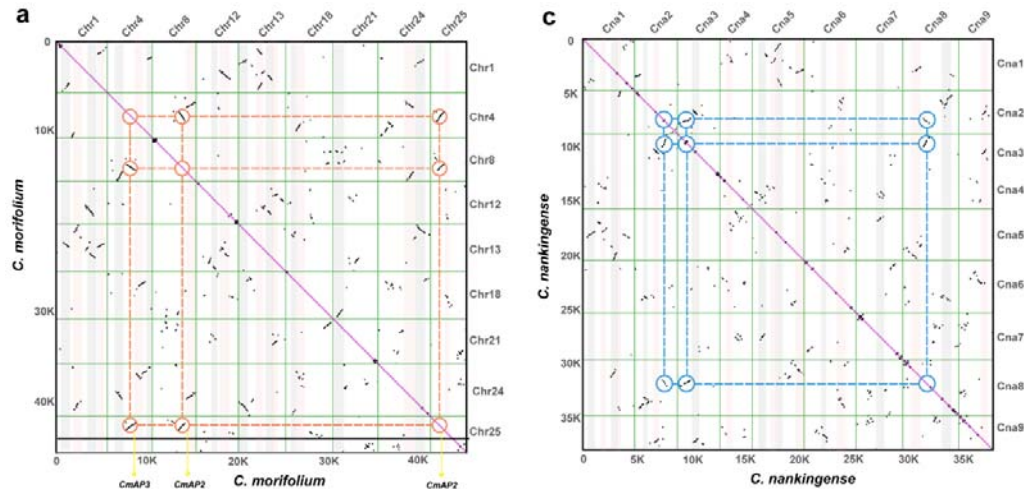 a
Chr1 Chr4 Chr8 Chr12 Chr13 Chr18 Chr21 Chr24 Chr25
0
10K
30K
40K
C. morifolium
Chr1
Chr4
Chr8
Chr12
Chr13
Chr18
Chr21
Chr24
Chr25
0 10K 20K 30K 40K
CmAP3 CmAP2 C. morifolium CmAP2
c
Cna1 Cna2 Cna3 Cna4 Cna5 Cna6 Cna7 Cna8 Cna9
0
5K
10K
15K
20K
25K
30K
35K
C. nankingense
Cna1
Cna2
Cna3
Cna4
Cna5
Cna6
Cna7
Cna8
Cna9
0 5K 10K 15K 20K 25K 30K 35K
C. nankingense